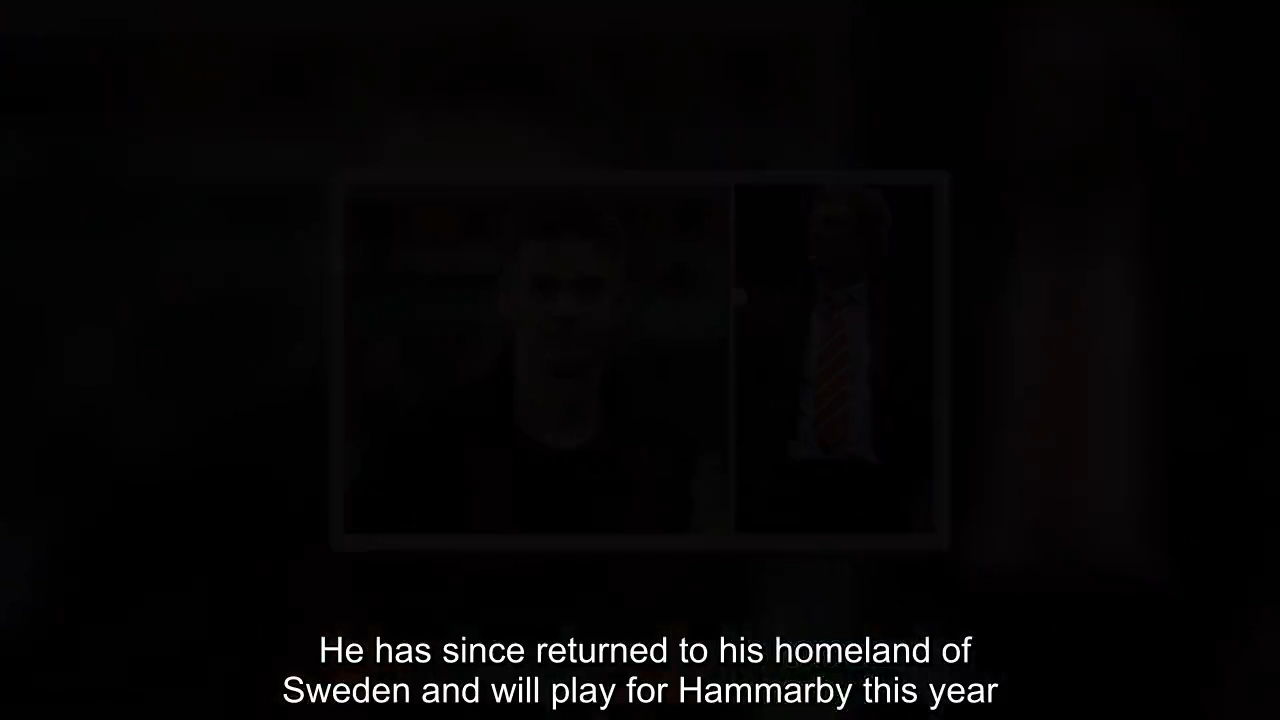 He has since returned to his homeland of
Sweden and will play for Hammarby this year